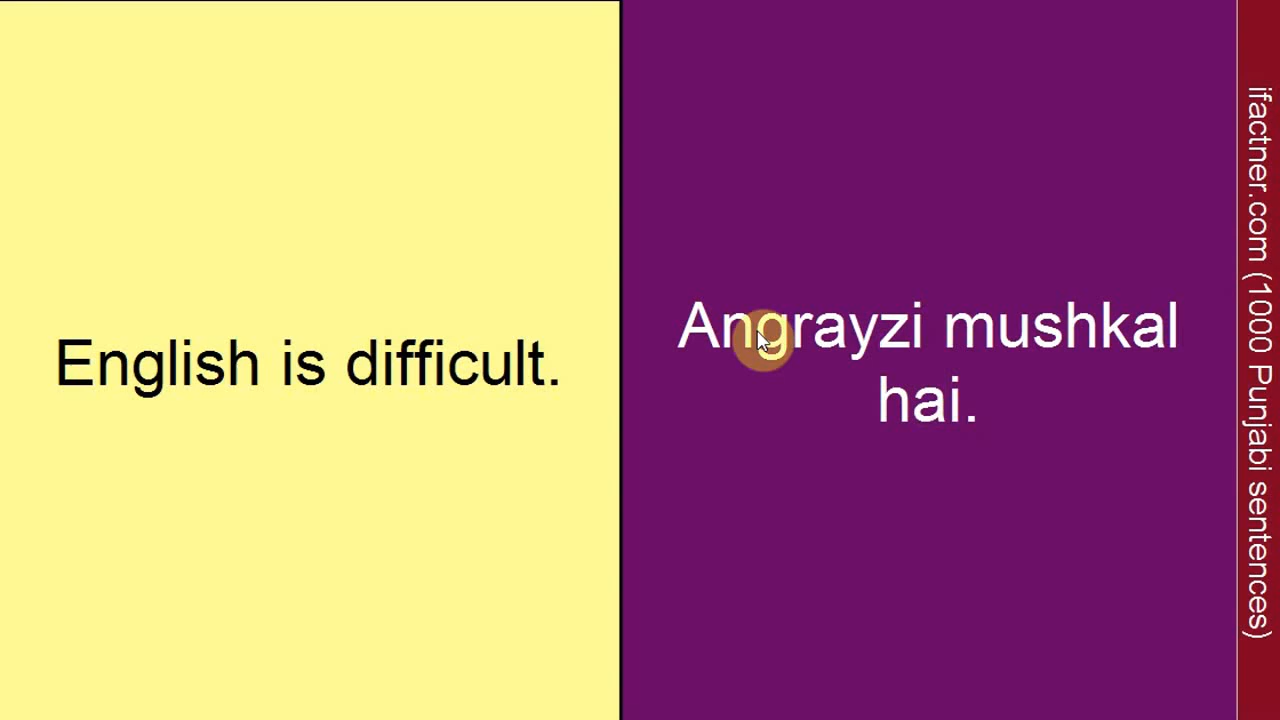 English is difficult.
Angrayzi mushkal
hai.
ifactner.com (1000 Punjabi sentences)